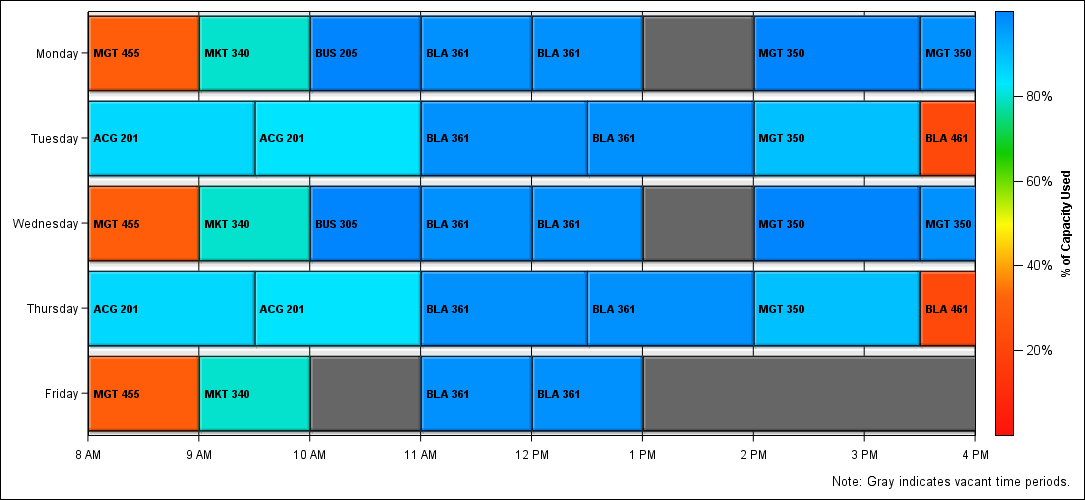 Monday MGT 455 MKT 340 BUS 205 BLA 361 BLA 361 MGT 350 MGT 350
80%
Tuesday ACG 201 ACG 201 BLA 361 BLA 361 MGT 350 BLA 461
60%
Wednesday MGT 455 MKT 340 BUS 305 BLA 361 BLA 361 MGT 350 MGT 350
% of Capacity Used
40%
Thursday ACG 201 ACG 201 BLA 361 BLA 361 MGT 350 BLA 461
20%
Friday MGT 455 MKT 340 BLA 361 BLA 361
8 AM 9 AM 10 AM 11 AM 12 PM 1 PM 2 PM 3 PM 4 PM
Note: Gray indicates vacant time periods.